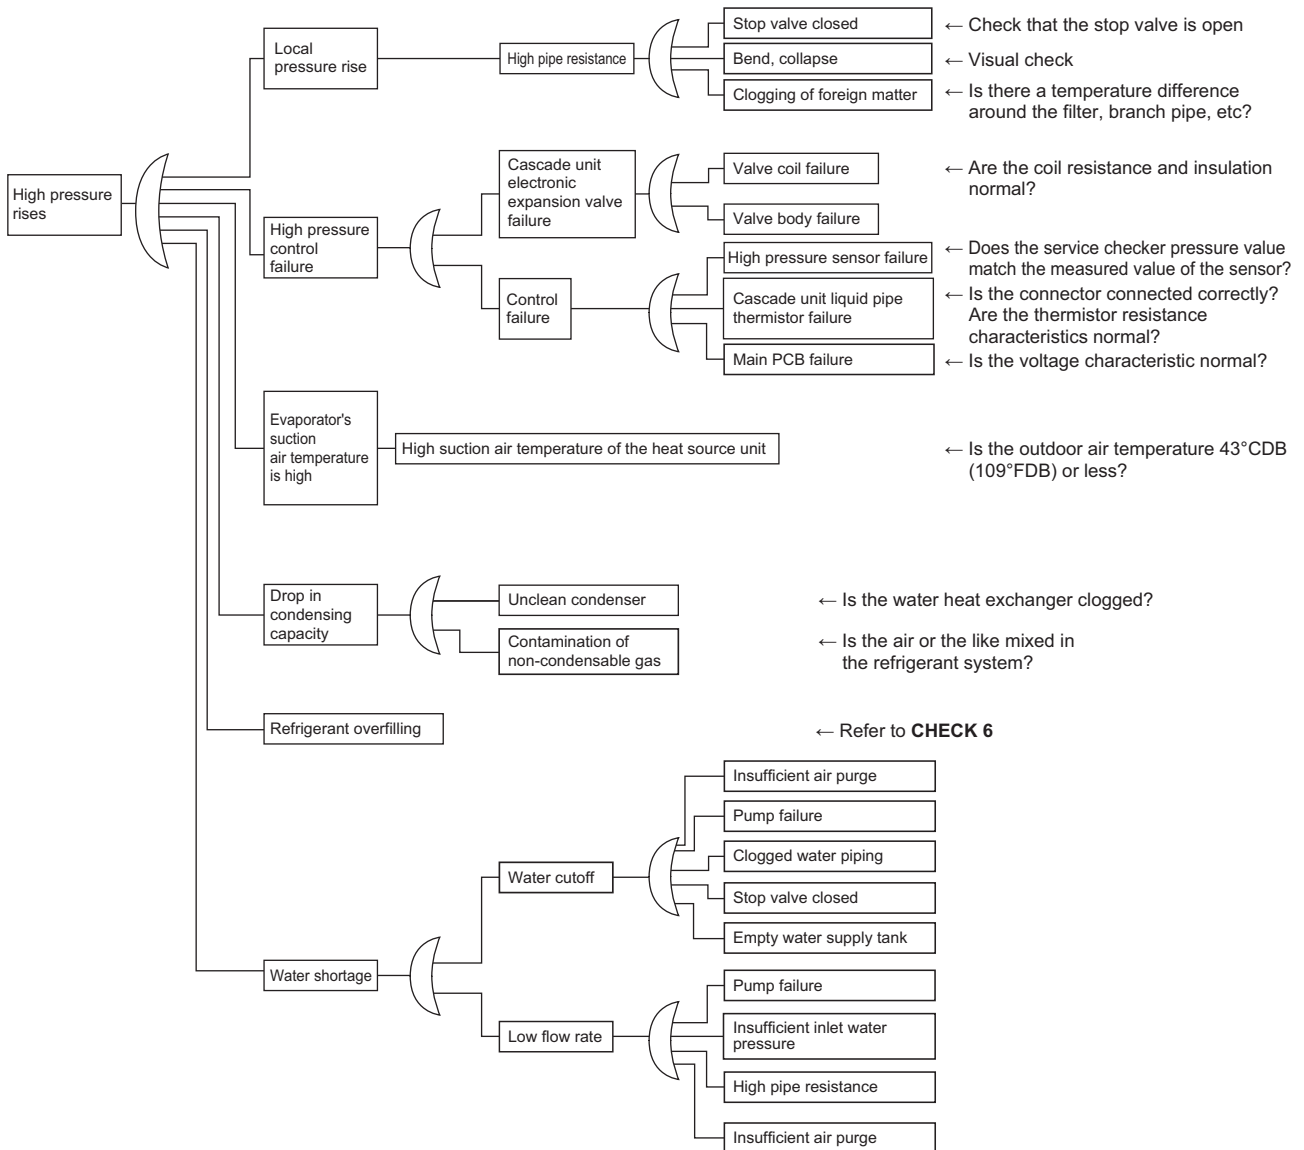 High pressure
rises
Local
pressure rise
High pipe resistance
Stop valve closed
← Check that the stop valve is open
Bend, collapse
← Visual check
Clogging of foreign matter
← Is there a temperature difference
around the filter, branch pipe, etc?
High pressure
control
failure
Cascade unit
electronic
expansion valve
failure
Valve coil failure
← Are the coil resistance and insulation
normal?
Valve body failure
Control
failure
High pressure sensor failure
← Does the service checker pressure value
match the measured value of the sensor?
Cascade unit liquid pipe
thermistor failure
← Is the connector connected correctly?
Are the thermistor resistance
characteristics normal?
Main PCB failure
← Is the voltage characteristic normal?
Evaporator's
suction
air temperature
is high
High suction air temperature of the heat source unit
← Is the outdoor air temperature 43°CDB
(109°FDB) or less?
Drop in
condensing
capacity
Unclean condenser
← Is the water heat exchanger clogged?
Contamination of
non-condensable gas
← Is the air or the like mixed in
the refrigerant system?
Refrigerant overfilling
← Refer to CHECK 6
Water shortage
Water cutoff
Insufficient air purge
Pump failure
Clogged water piping
Stop valve closed
Empty water supply tank
Low flow rate
Pump failure
Insufficient inlet water
pressure
High pipe resistance
Insufficient air purge